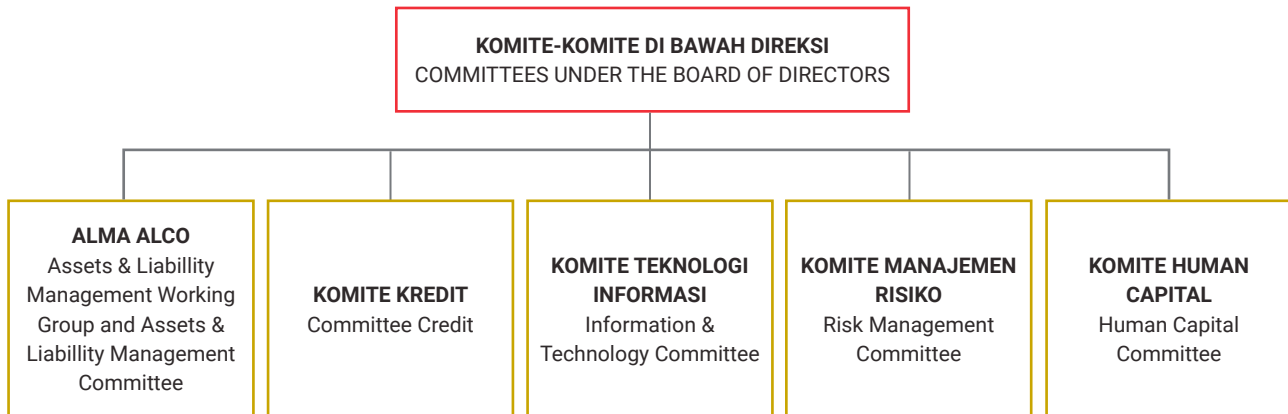 KOMITE-KOMITE DI BAWAH DIREKSI
COMMITTEES UNDER THE BOARD OF DIRECTORS
ALMA ALCO
Assets & Liabillity
Management Working
Group and Assets &
Liabillity Management
Committee
KOMITE KREDIT
Committee Credit
KOMITE TEKNOLOGI
INFORMASI
Information &
Technology Committee
KOMITE MANAJEMEN
RISIKO
Risk Management
Committee
KOMITE HUMAN
CAPITAL
Human Capital
Committee